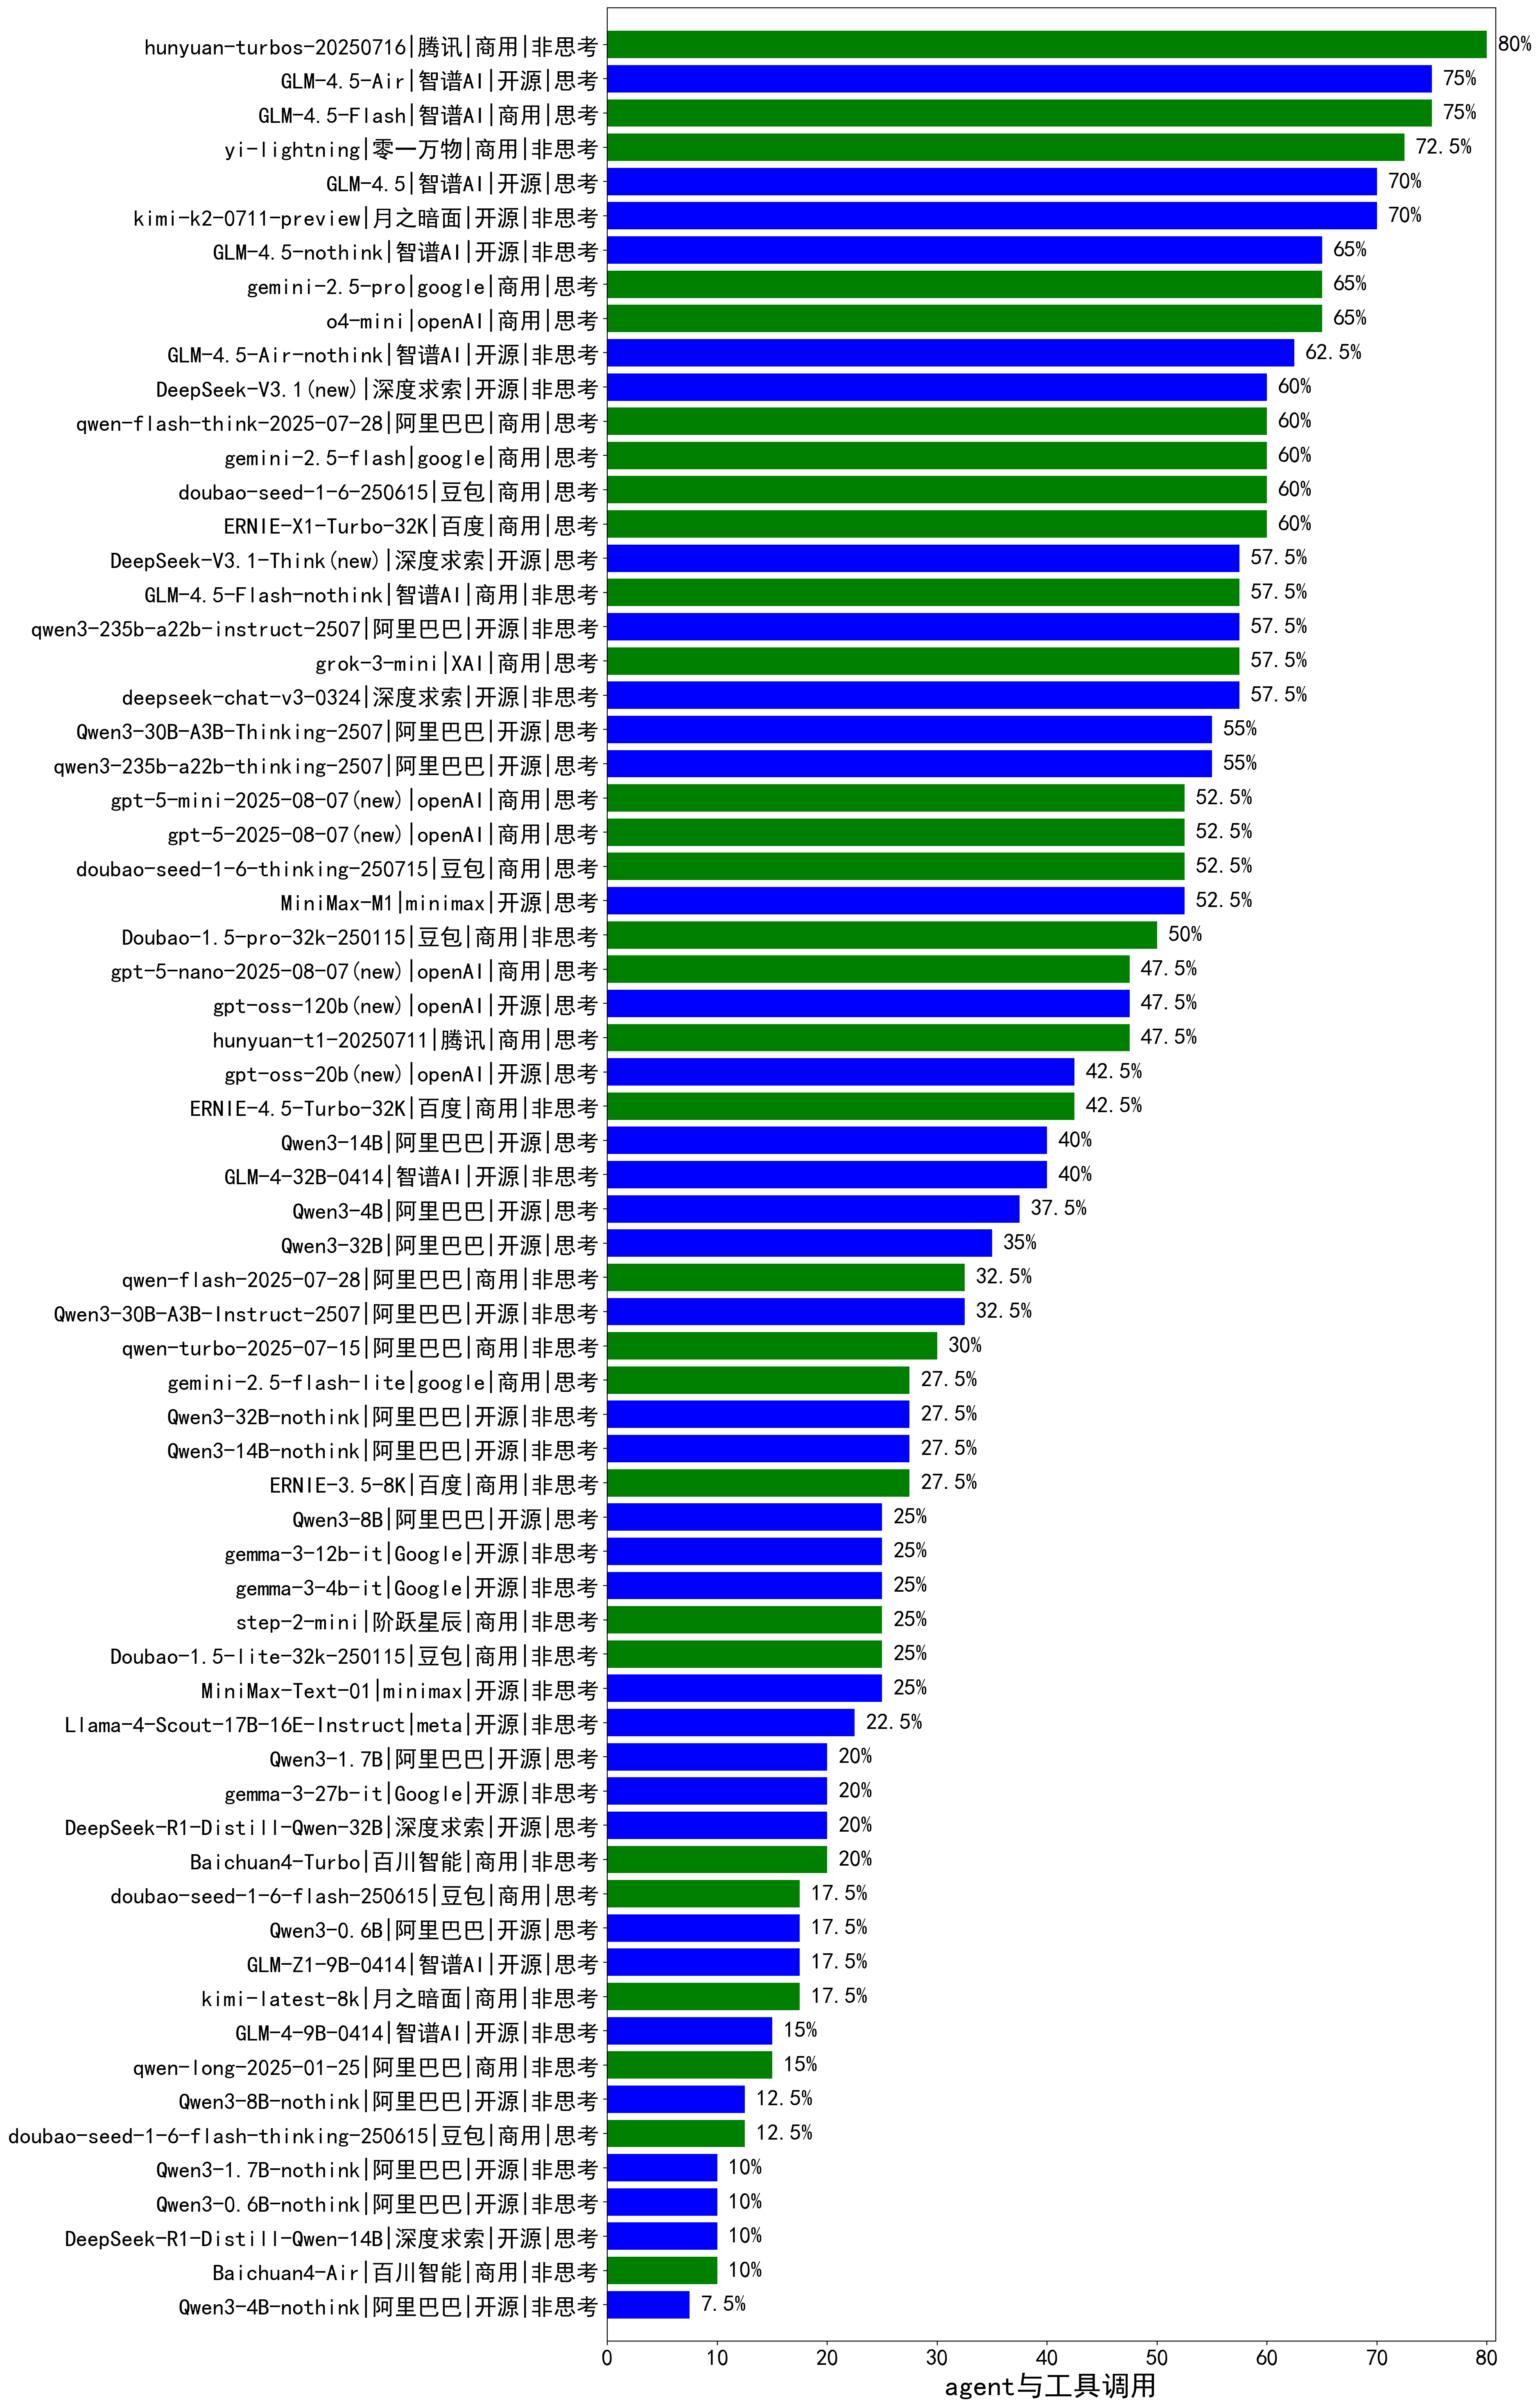 hunyuan-turbos-20250716|腾讯|商用|非思考 80%
GLM-4.5-Air|智谱AI|开源|思考 75%
GLM-4.5-Flash|智谱AI|商用|思考 75%
yi-lightning|零一万物|商用|非思考 72.5%
GLM-4.5|智谱AI|开源|思考 70%
kimi-k2-0711-preview|月之暗面|开源|非思考 70%
GLM-4.5-nothink|智谱AI|开源|非思考 65%
gemini-2.5-pro|google|商用|思考 65%
o4-mini|openAI|商用|思考 65%
GLM-4.5-Air-nothink|智谱AI|开源|非思考 62.5%
DeepSeek-V3.1(new)|深度求索|开源|非思考 60%
qwen-flash-think-2025-07-28|阿里巴巴|商用|思考 60%
gemini-2.5-flash|google|商用|思考 60%
doubao-seed-1-6-250615|豆包|商用|思考 60%
ERNIE-X1-Turbo-32K|百度|商用|思考 60%
DeepSeek-V3.1-Think(new)|深度求索|开源|思考 57.5%
GLM-4.5-Flash-nothink|智谱AI|商用|非思考 57.5%
qwen3-235b-a22b-instruct-2507|阿里巴巴|开源|非思考 57.5%
grok-3-mini|XAI|商用|思考 57.5%
deepseek-chat-v3-0324|深度求索|开源|非思考 57.5%
Qwen3-30B-A3B-Thinking-2507|阿里巴巴|开源|思考 55%
qwen3-235b-a22b-thinking-2507|阿里巴巴|开源|思考 55%
gpt-5-mini-2025-08-07(new)|openAI|商用|思考 52.5%
gpt-5-2025-08-07(new)|openAI|商用|思考 52.5%
doubao-seed-1-6-thinking-250715|豆包|商用|思考 52.5%
MiniMax-M1|minimax|开源|思考 52.5%
Doubao-1.5-pro-32k-250115|豆包|商用|非思考 50%
gpt-5-nano-2025-08-07(new)|openAI|商用|思考 47.5%
gpt-oss-120b(new)|openAI|开源|思考 47.5%
hunyuan-t1-20250711|腾讯|商用|思考 47.5%
gpt-oss-20b(new)|openAI|开源|思考 42.5%
ERNIE-4.5-Turbo-32K|百度|商用|非思考 42.5%
Qwen3-14B|阿里巴巴|开源|思考 40%
GLM-4-32B-0414|智谱AI|开源|非思考 40%
Qwen3-4B|阿里巴巴|开源|思考 37.5%
Qwen3-32B|阿里巴巴|开源|思考 35%
qwen-flash-2025-07-28|阿里巴巴|商用|非思考 32.5%
Qwen3-30B-A3B-Instruct-2507|阿里巴巴|开源|非思考 32.5%
qwen-turbo-2025-07-15|阿里巴巴|商用|非思考 30%
gemini-2.5-flash-lite|google|商用|思考 27.5%
Qwen3-32B-nothink|阿里巴巴|开源|非思考 27.5%
Qwen3-14B-nothink|阿里巴巴|开源|非思考 27.5%
ERNIE-3.5-8K|百度|商用|非思考 27.5%
Qwen3-8B|阿里巴巴|开源|思考 25%
gemma-3-12b-it|Google|开源|非思考 25%
gemma-3-4b-it|Google|开源|非思考 25%
step-2-mini|阶跃星辰|商用|非思考 25%
Doubao-1.5-lite-32k-250115|豆包|商用|非思考 25%
MiniMax-Text-01|minimax|开源|非思考 25%
Llama-4-Scout-17B-16E-Instruct|meta|开源|非思考 22.5%
Qwen3-1.7B|阿里巴巴|开源|思考 20%
gemma-3-27b-it|Google|开源|非思考 20%
DeepSeek-R1-Distill-Qwen-32B|深度求索|开源|思考 20%
Baichuan4-Turbo|百川智能|商用|非思考 20%
doubao-seed-1-6-flash-250615|豆包|商用|思考 17.5%
Qwen3-0.6B|阿里巴巴|开源|思考 17.5%
GLM-Z1-9B-0414|智谱AI|开源|思考 17.5%
kimi-latest-8k|月之暗面|商用|非思考 17.5%
GLM-4-9B-0414|智谱AI|开源|非思考 15%
qwen-long-2025-01-25|阿里巴巴|商用|非思考 15%
Qwen3-8B-nothink|阿里巴巴|开源|非思考 12.5%
doubao-seed-1-6-flash-thinking-250615|豆包|商用|思考 12.5%
Qwen3-1.7B-nothink|阿里巴巴|开源|非思考 10%
Qwen3-0.6B-nothink|阿里巴巴|开源|非思考 10%
DeepSeek-R1-Distill-Qwen-14B|深度求索|开源|思考 10%
Baichuan4-Air|百川智能|商用|非思考 10%
Qwen3-4B-nothink|阿里巴巴|开源|非思考 7.5%
0 10 20 30 40 50 60 70 80
agent与工具调用